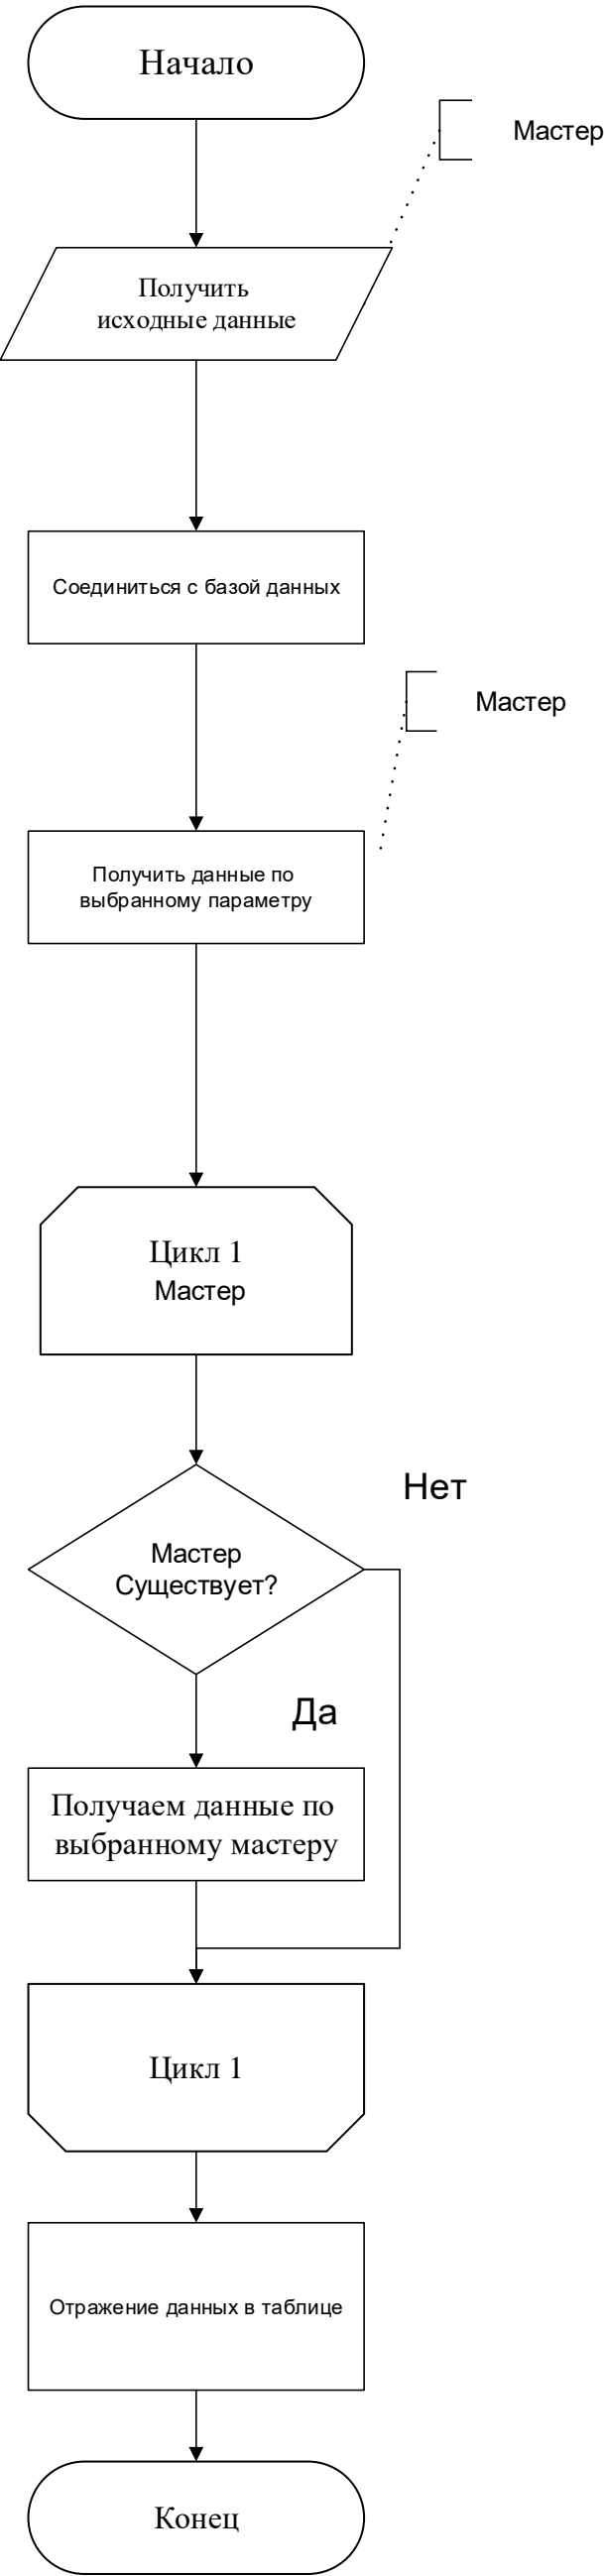 Начало
Мастер
Получить
исходные данные
Соединиться с базой данных
Мастер
Получить данные по
выбранному параметру
Цикл 1
Мастер
Нет
Мастер
Существует?
Да
Получаем данные по
выбранному мастеру
Цикл 1
Отражение данных в таблице
Конец